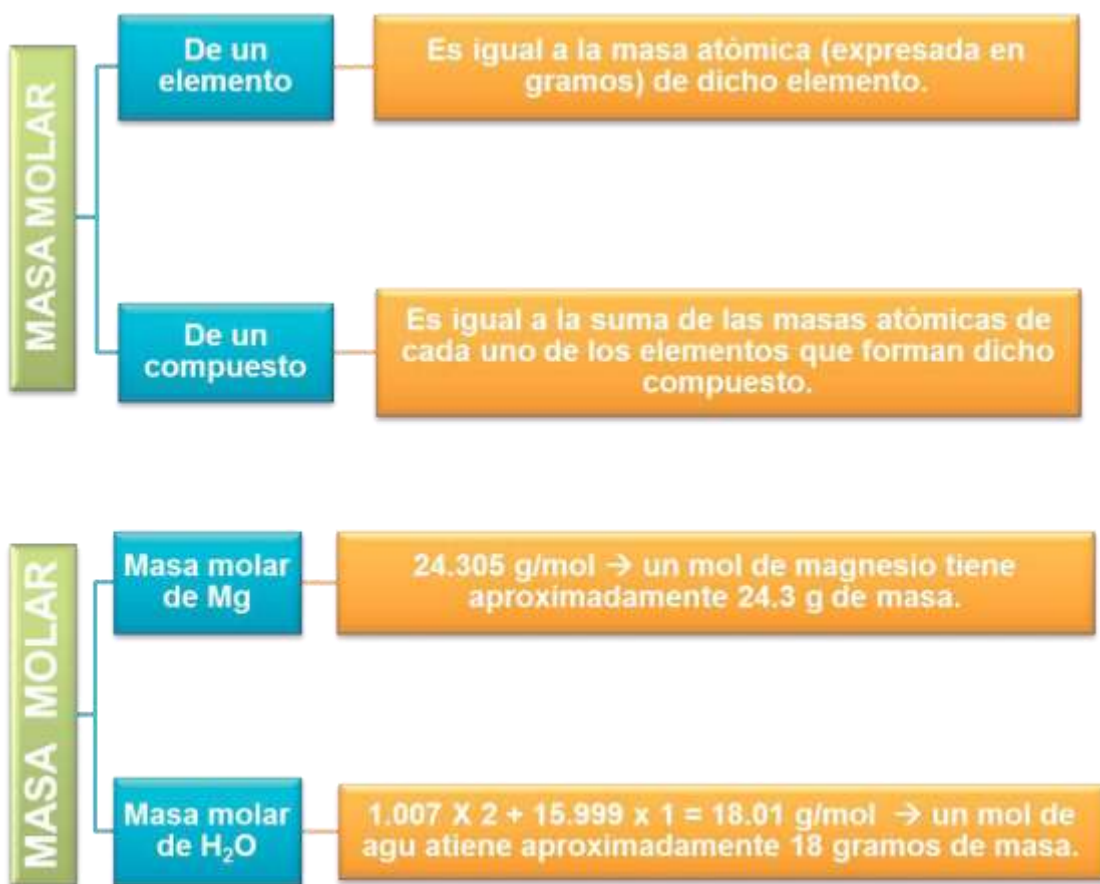 MASA MOLAR
De un
elemento
Es igual a la masa atómica (expresada en
gramos) de dicho elemento.
De un
compuesto
Es igual a la suma de las masas atómicas de
cada uno de los elementos que forman dicho
compuesto.
MASA MOLAR
Masa molar
de Mg
24.305 g/mol → un mol de magnesio tiene
aproximadamente 24.3 g de masa.
Masa molar
de H₂O
1.007 X 2 + 15.999 x 1 = 18.01 g/mol → un mol de
agu atiene aproximadamente 18 gramos de masa.